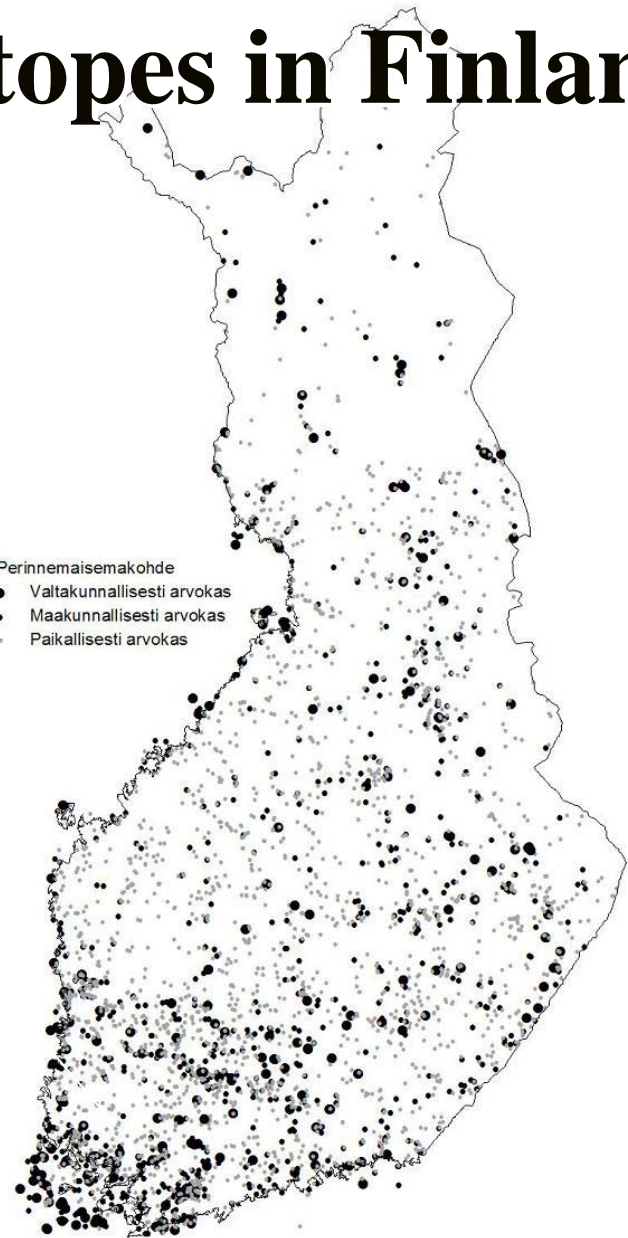 topes in Finlan
Perinnemaisemakohde
Valtakunnallisesti arvokas
Maakunnallisesti arvokas
Paikallisesti arvokas